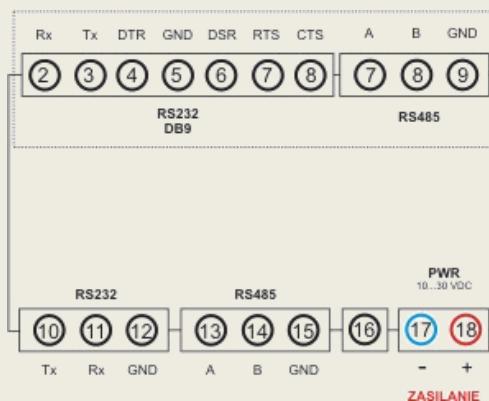 Rx Tx DTR GND DSR RTS CTS A B GND
2 3 4 5 6 7 8 7 8 9
RS232 RS485
DB9
PWR
10...30 VDC
RS232 RS485
10 11 12 13 14 15 16 17 18
Tx Rx GND A B GND - +
ZASILANIE